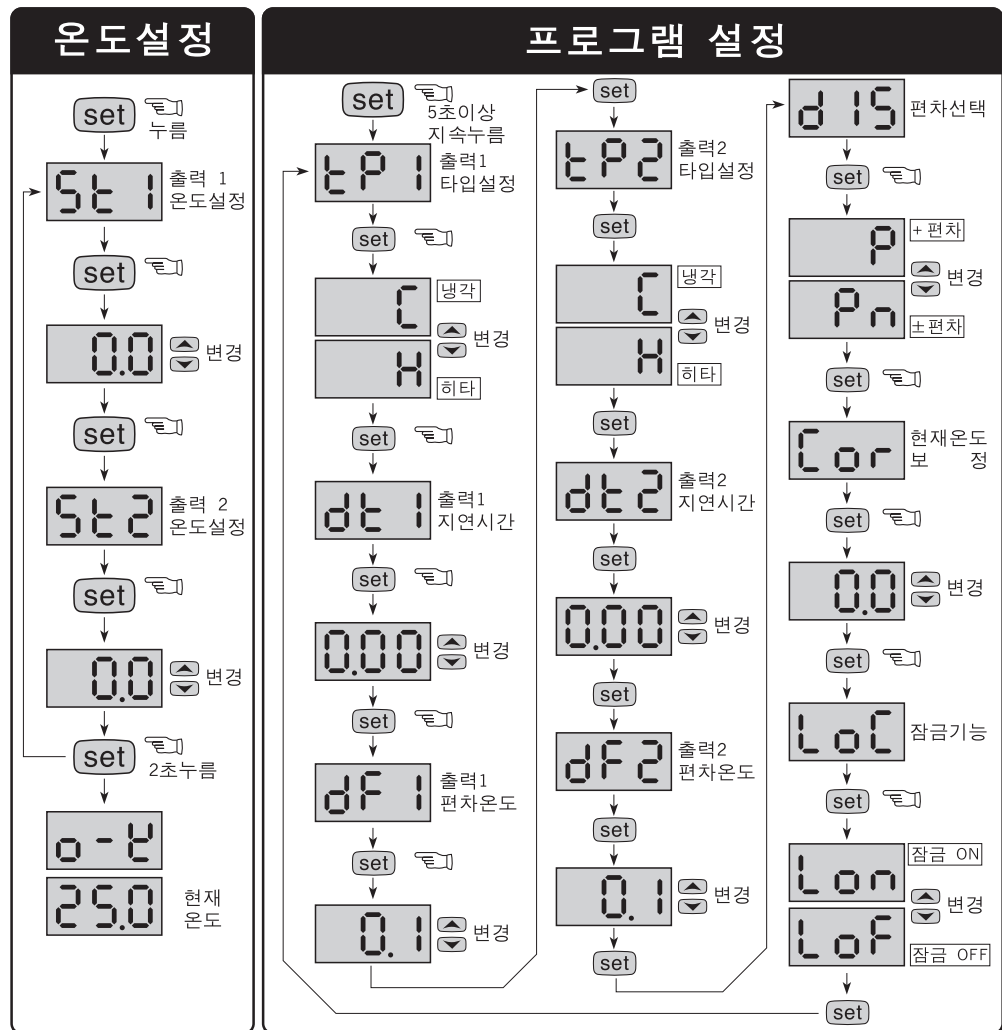 온도설정
set
누름
St1
출력 1
온도설정
set
0.0
변경
set
St2
출력 2
온도설정
set
0.0
변경
set
2초누름
o-k
25.0
현재
온도
프로그램 설정
set
5초이상
지속누름
tP1
출력1
타입설정
set
C
냉각
변경
H
히타
set
dt1
출력1
지연시간
set
0.00
변경
set
dF1
출력1
편차온도
set
0.1
변경
set
tP2
출력2
타입설정
set
C
냉각
변경
H
히타
set
dt2
출력2
지연시간
set
0.00
변경
set
dF2
출력2
편차온도
set
0.1
변경
set
dIS
편차선택
set
P
+편차
변경
Pn
±편차
set
Cor
현재온도
보 정
set
0.0
변경
set
LoC
잠금기능
set
Lon
잠금 ON
변경
LoF
잠금 OFF
set